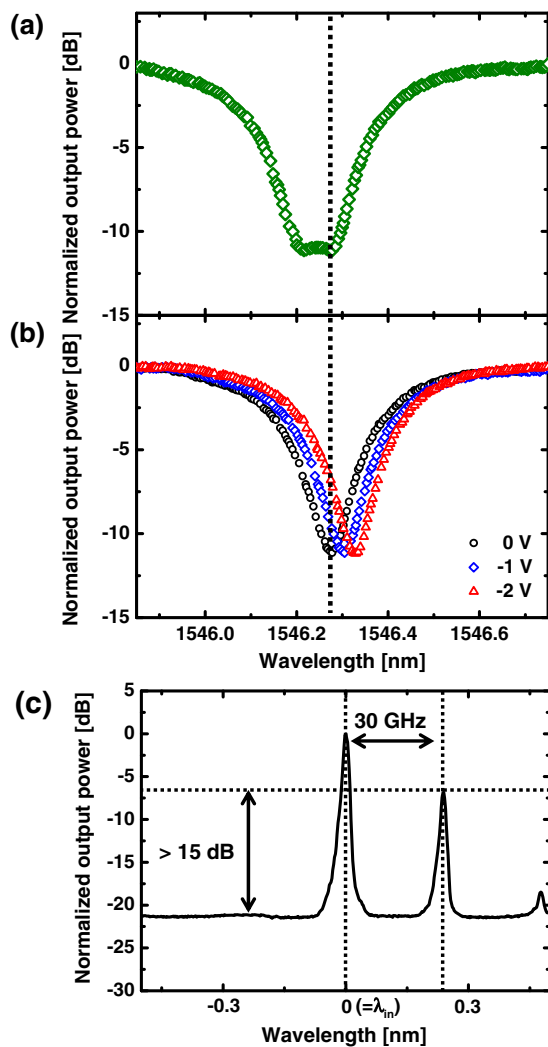 (a)
Normalized output power [dB]
0
-5
-10
-15
(b)
Normalized output power [dB]
0
-5
-10
-15
0 V
-1 V
-2 V
1546.0
1546.2
1546.4
1546.6
Wavelength [nm]
(c)
Normalized output power [dB]
5
0
-5
-10
-15
-20
-25
-30
30 GHz
> 15 dB
-0.3
0 (=λin)
0.3
Wavelength [nm]